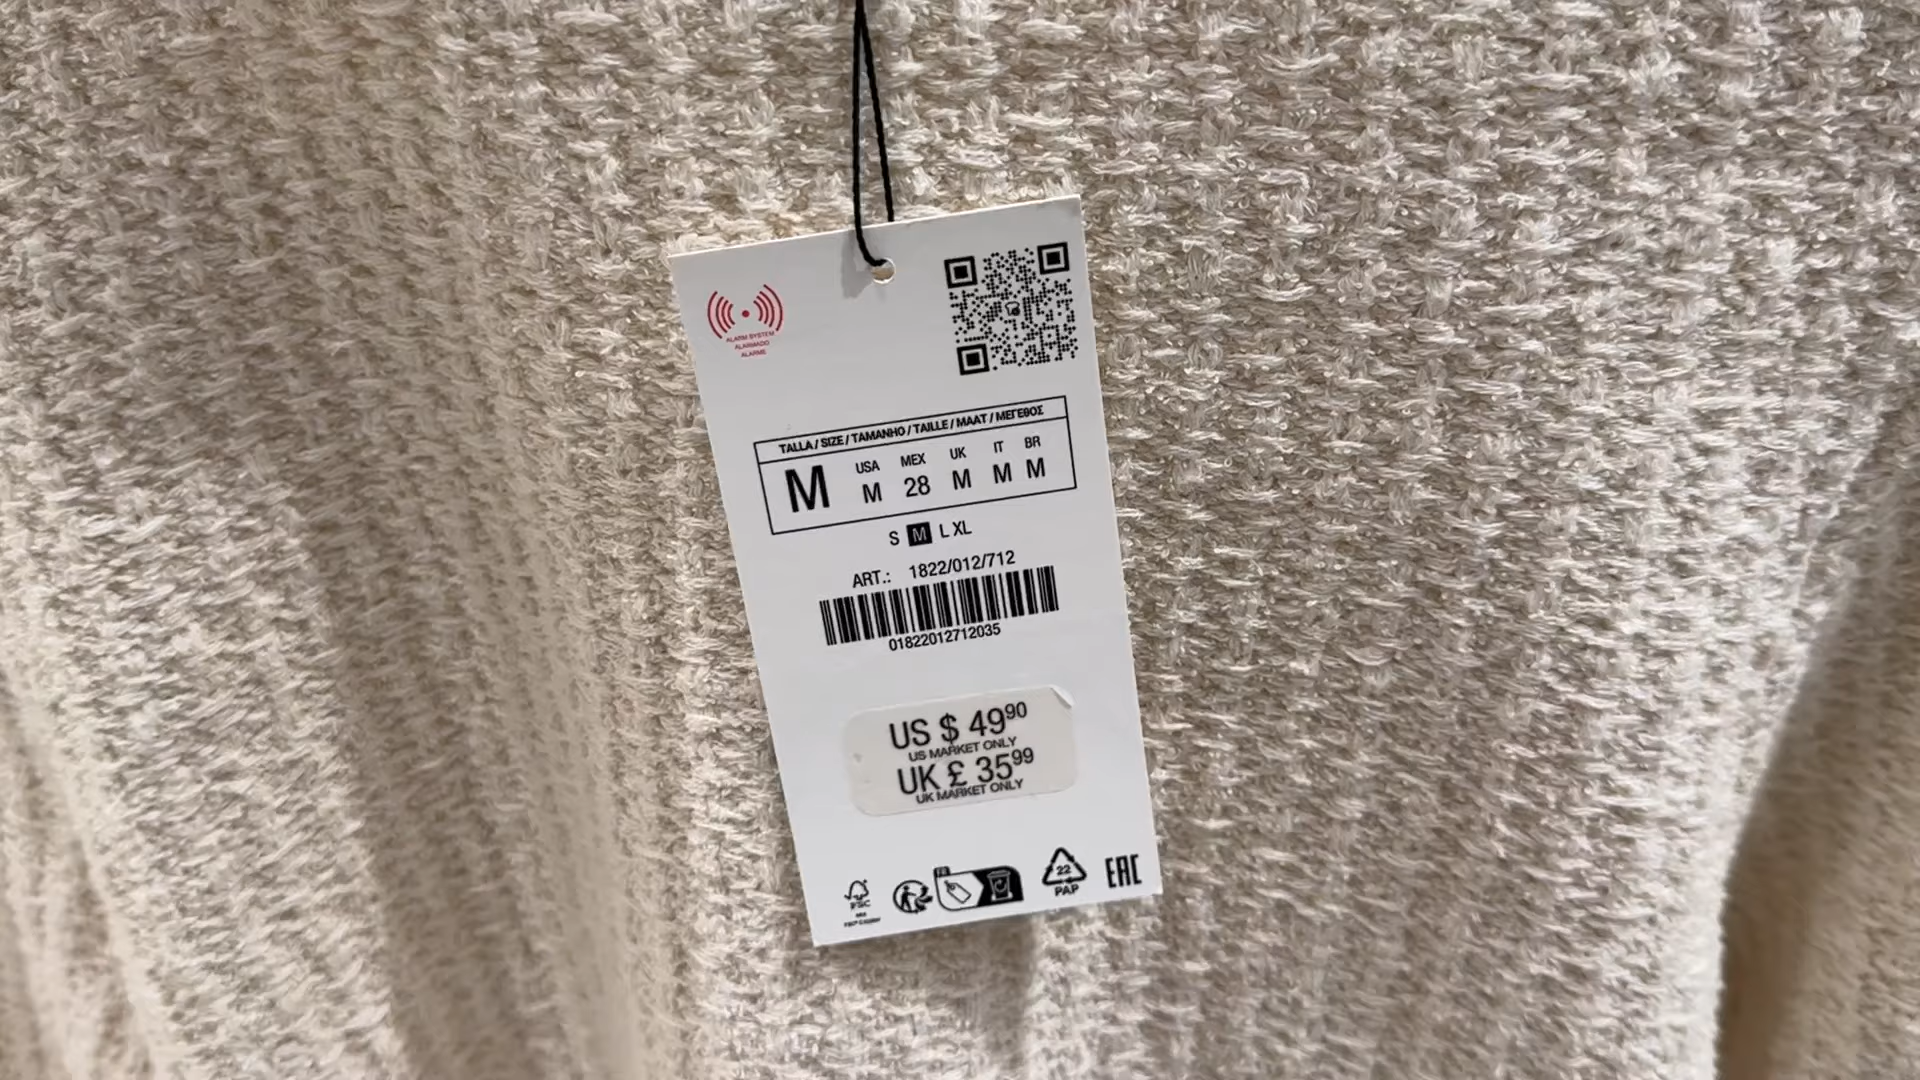 ALARM SYSTEM
ALARMADO
ALARME
TALLA / SIZE / TAMANHO / TAILLE / MAAT / ΜΕΓΕΘΟΣ
M USA MEX UK IT BR
M 28 M M M
S M L XL
ART.: 1822/012/712
01822012712035
US $ 49⁹⁰
US MARKET ONLY
UK £ 35⁹⁹
UK MARKET ONLY
FSC
FR
22
PAP
EAC